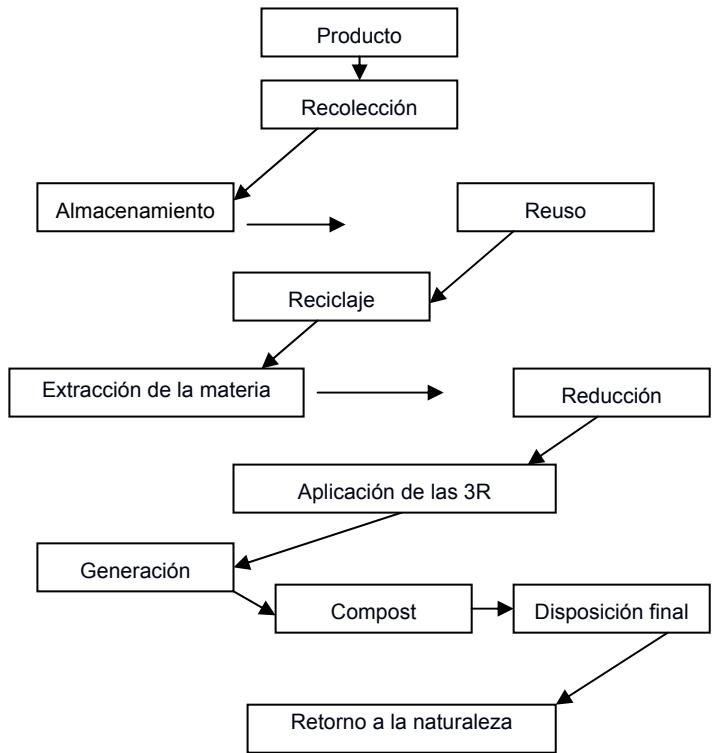 Producto
Recolección
Almacenamiento
Reuso
Reciclaje
Extracción de la materia
Reducción
Aplicación de las 3R
Generación
Compost
Disposición final
Retorno a la naturaleza